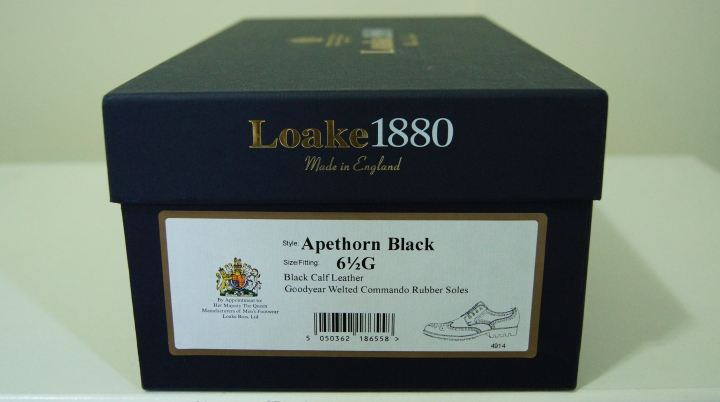 Loake
Loake1880
Made in England
Style: Apethorn Black
Size/Fitting: 6½G
Black Calf Leather
Goodyear Welted Commando Rubber Soles
By Appointment to
Her Majesty The Queen
Manufacturers of Men's Footwear
Loake Bros. Ltd
5 050362 186558 >
4914